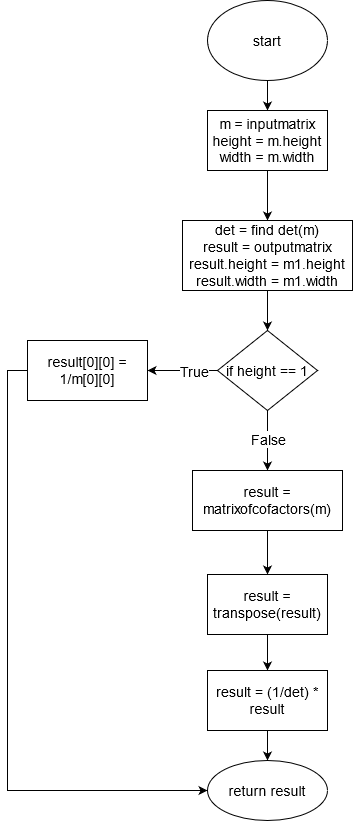 start
m = inputmatrix
height = m.height
width = m.width
det = find det(m)
result = outputmatrix
result.height = m1.height
result.width = m1.width
if height == 1
True
result[0][0] =
1/m[0][0]
False
result =
matrixofcofactors(m)
result =
transpose(result)
result = (1/det) *
result
return result